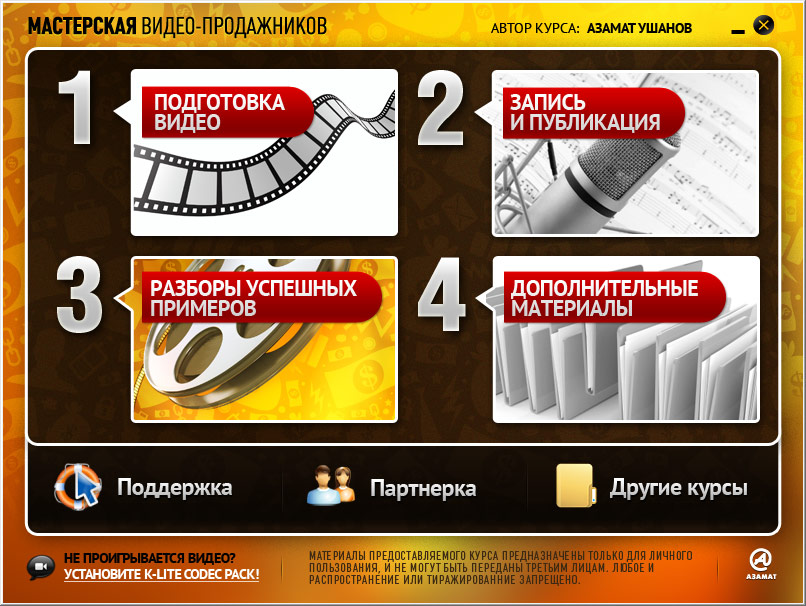 МАСТЕРСКАЯ ВИДЕО-ПРОДАЖНИКОВ
АВТОР КУРСА: АЗАМАТ УШАНОВ
1
ПОДГОТОВКА
ВИДЕО
2
ЗАПИСЬ
И ПУБЛИКАЦИЯ
3
РАЗБОРЫ УСПЕШНЫХ
ПРИМЕРОВ
4
ДОПОЛНИТЕЛЬНЫЕ
МАТЕРИАЛЫ
Поддержка
Партнерка
Другие курсы
НЕ ПРОИГРЫВАЕТСЯ ВИДЕО?
УСТАНОВИТЕ K-LITE CODEC PACK!
МАТЕРИАЛЫ ПРЕДОСТАВЛЯЕМОГО КУРСА ПРЕДНАЗНАЧЕНЫ ТОЛЬКО ДЛЯ ЛИЧНОГО
ПОЛЬЗОВАНИЯ, И НЕ МОГУТ БЫТЬ ПЕРЕДАНЫ ТРЕТЬИМ ЛИЦАМ. ЛЮБОЕ И
РАСПРОСТРАНЕНИЕ ИЛИ ТИРАЖИРОВАННИЕ ЗАПРЕЩЕНО.
АЗАМАТ